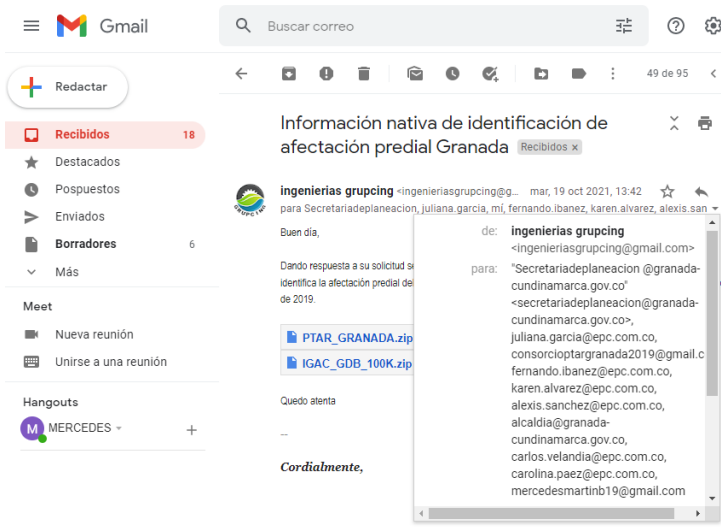 Gmail
Buscar correo
Redactar
49 de 95
Recibidos 18
Destacados
Pospuestos
Enviados
Borradores 6
Más
Meet
Nueva reunión
Unirse a una reunión
Hangouts
M MERCEDES
Información nativa de identificación de
afectación predial Granada Recibidos x
GRUPCING
ingenierias grupcing <ingenieriasgrupcing@g... mar, 19 oct 2021, 13:42
para Secretariadeplaneacion, juliana.garcia, mí, fernando.ibanez, karen.alvarez, alexis.san
Buen día,
Dando respuesta a su solicitud se
identifica la afectación predial del
de 2019.
PTAR_GRANADA.zip
IGAC_GDB_100K.zip
Quedo atenta
--
Cordialmente,
de: ingenierias grupcing
<ingenieriasgrupcing@gmail.com>
para: "Secretariadeplaneacion @granada-
cundinamarca.gov.co"
<secretariadeplaneacion@granada-
cundinamarca.gov.co>,
juliana.garcia@epc.com.co,
consorcioptargranada2019@gmail.c
fernando.ibanez@epc.com.co,
karen.alvarez@epc.com.co,
alexis.sanchez@epc.com.co,
alcaldia@granada-
cundinamarca.gov.co,
carlos.velandia@epc.com.co,
carolina.paez@epc.com.co,
mercedesmartinb19@gmail.com